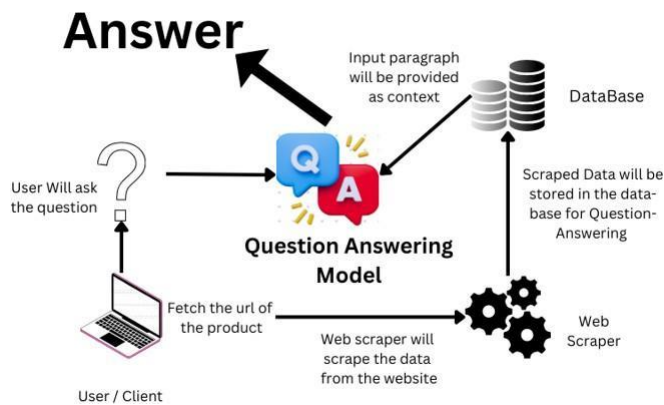 Answer
Input paragraph
will be provided
as context
DataBase
User Will ask
the question
Q
A
Scraped Data will be
stored in the data-
base for Question-
Answering
Question Answering
Model
Fetch the url of
the product
Web scraper will
scrape the data
from the website
Web
Scraper
User / Client